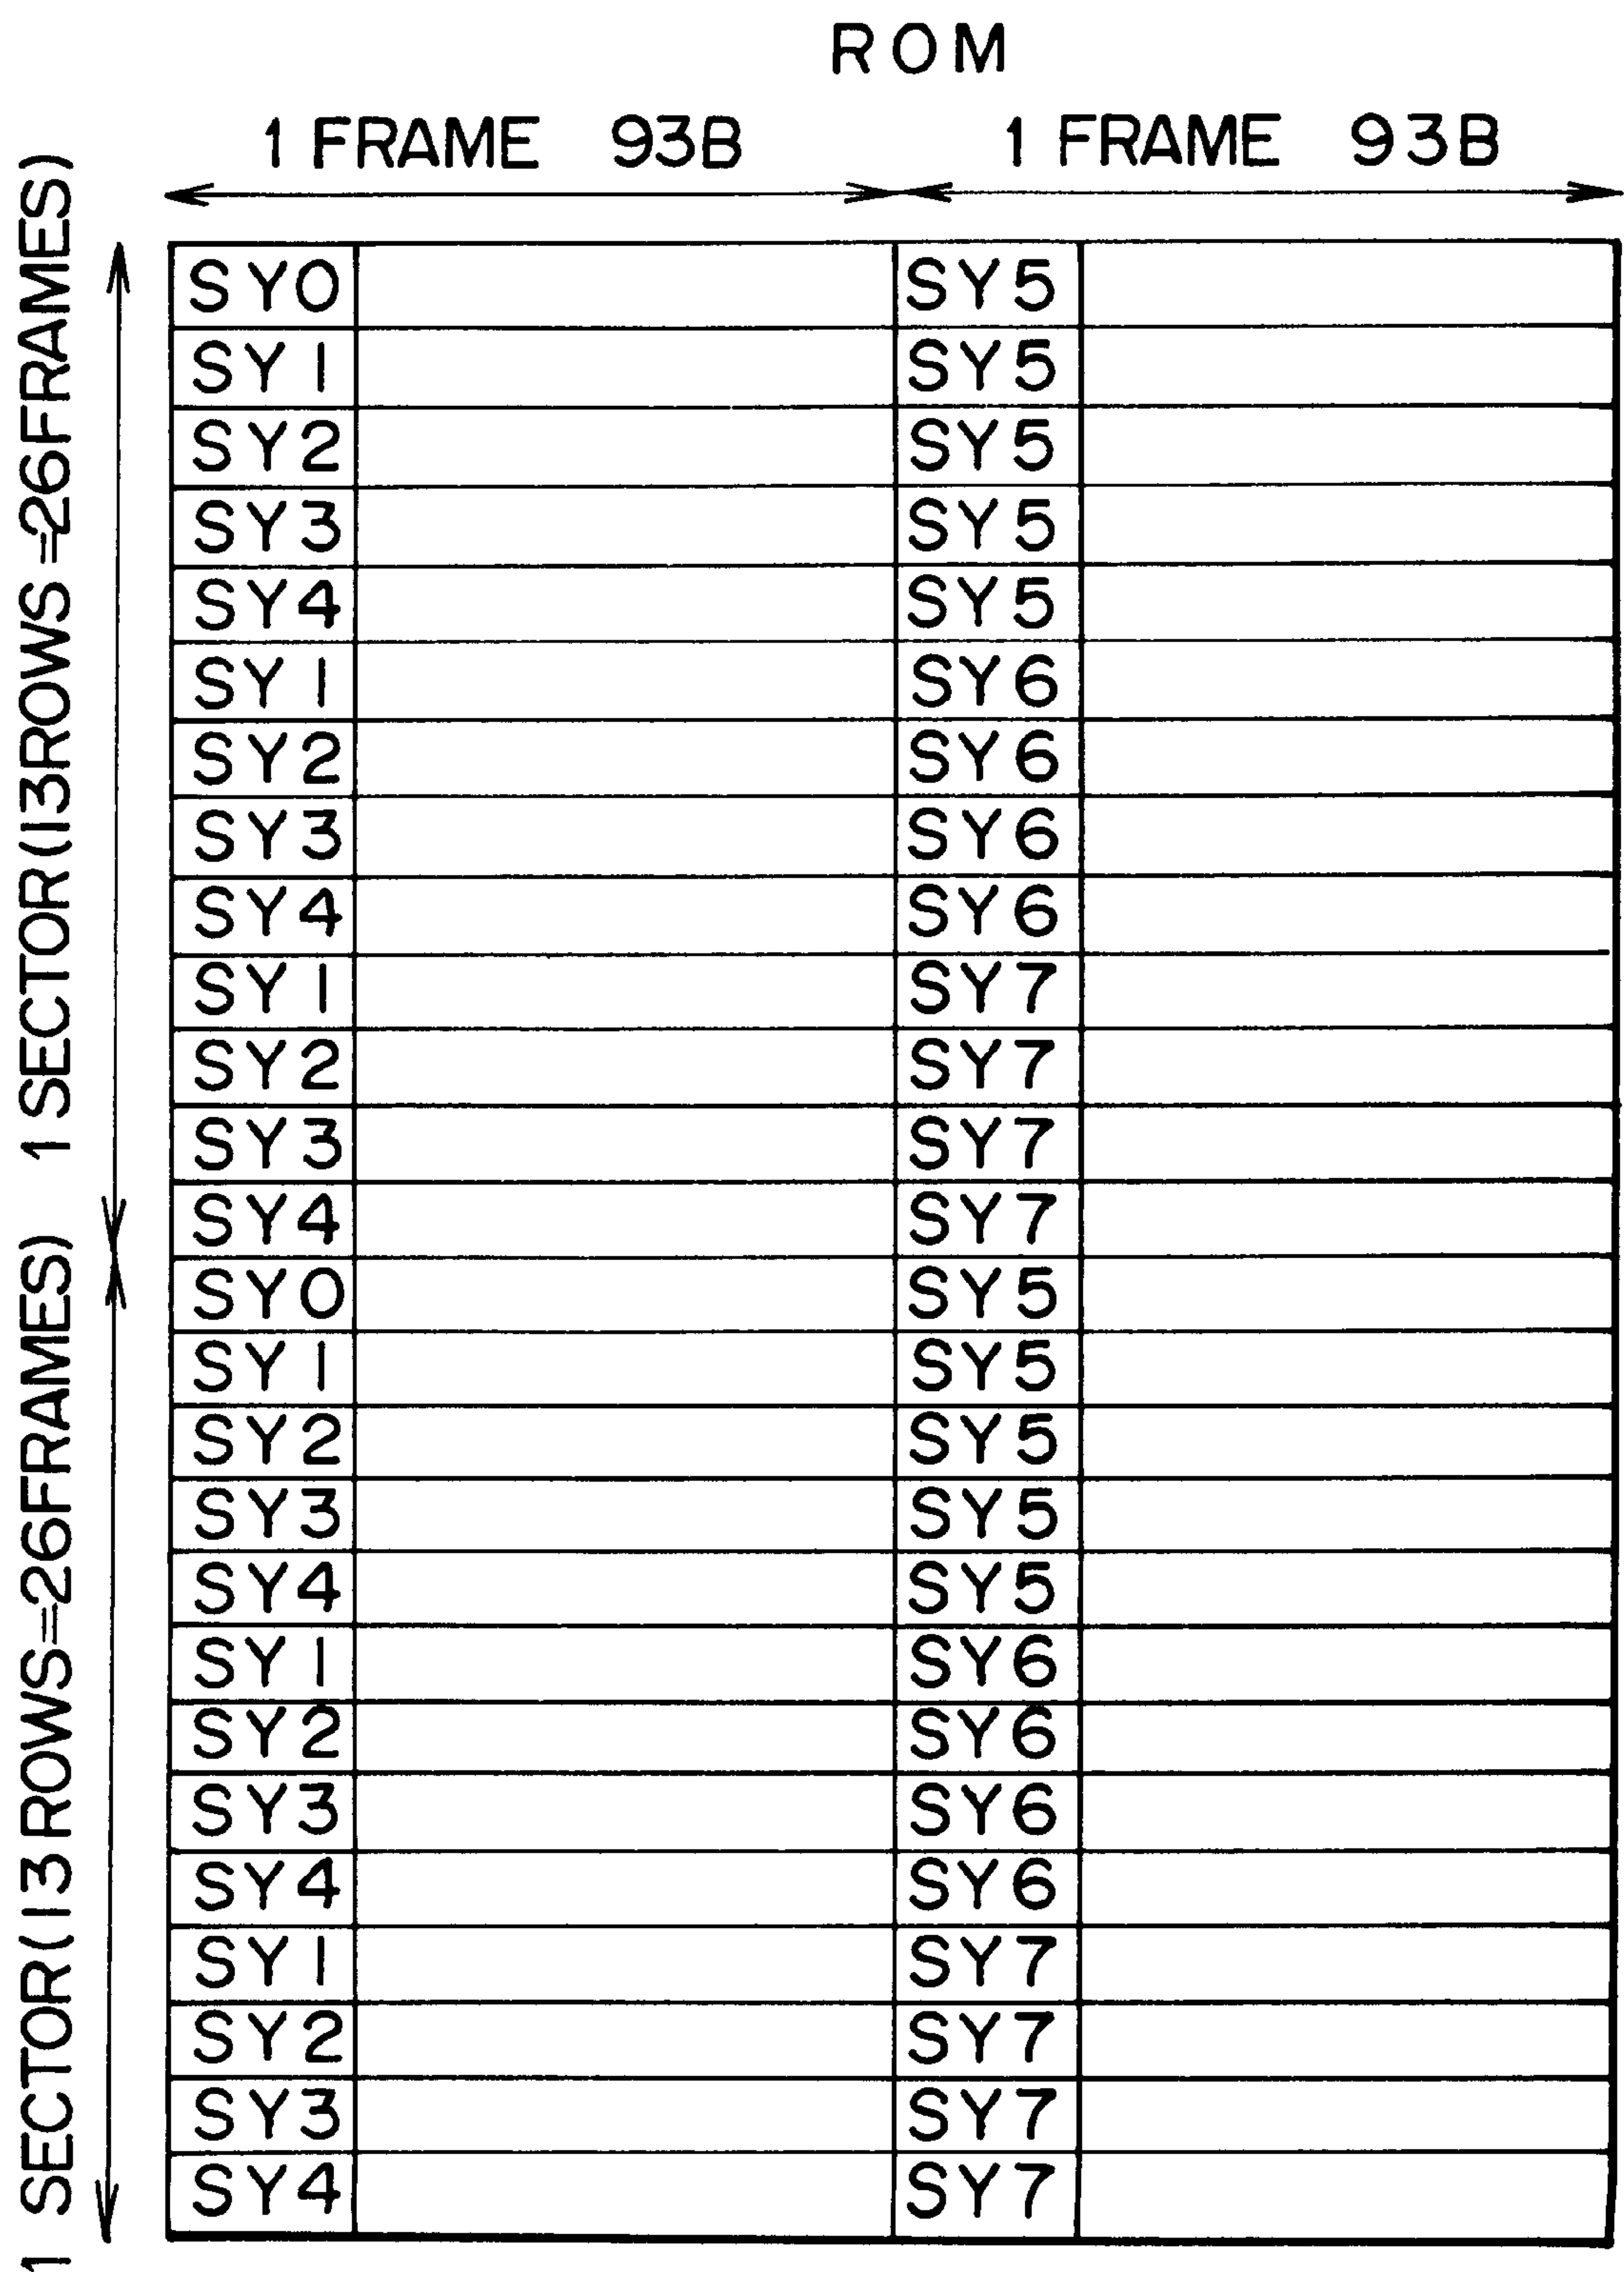 ROM
1 FRAME 93B 1 FRAME 93B
1 SECTOR (13ROWS=26FRAMES)
SY0 SY5
SY1 SY5
SY2 SY5
SY3 SY5
SY4 SY5
SY1 SY6
SY2 SY6
SY3 SY6
SY4 SY6
SY1 SY7
SY2 SY7
SY3 SY7
SY4 SY7
1 SECTOR (13 ROWS=26FRAMES)
SY0 SY5
SY1 SY5
SY2 SY5
SY3 SY5
SY4 SY5
SY1 SY6
SY2 SY6
SY3 SY6
SY4 SY6
SY1 SY7
SY2 SY7
SY3 SY7
SY4 SY7